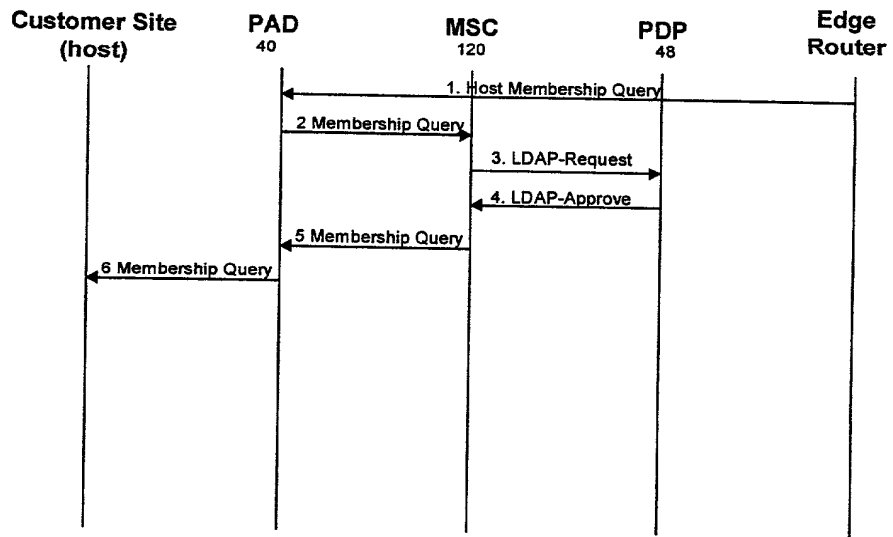 Customer Site
(host)
PAD
40
MSC
120
PDP
48
Edge
Router
1. Host Membership Query
2 Membership Query
3. LDAP-Request
4. LDAP-Approve
5 Membership Query
6 Membership Query